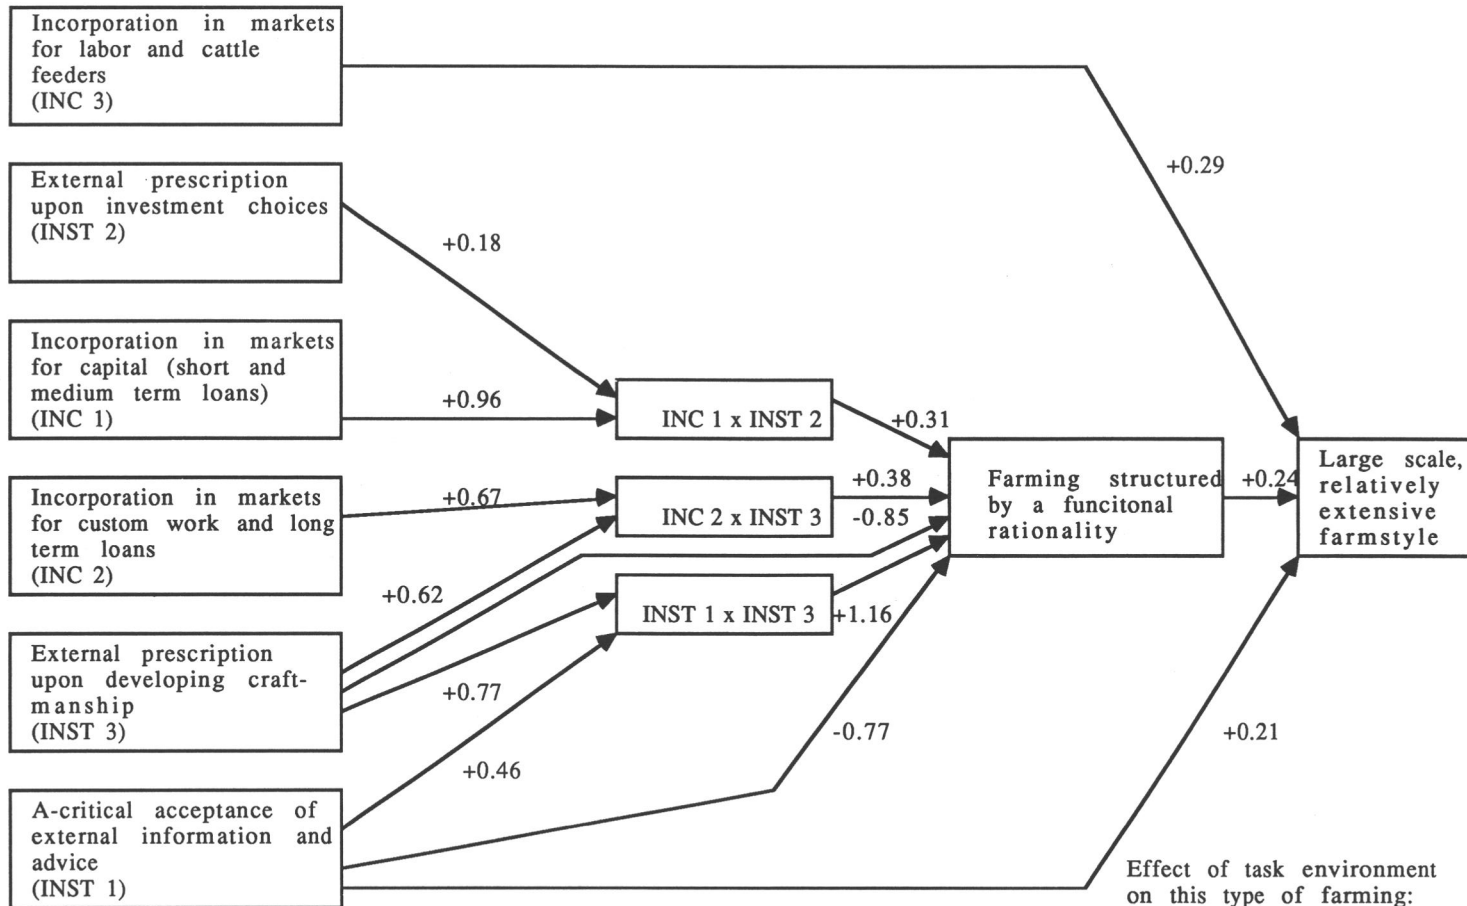 Incorporation in markets
for labor and cattle
feeders
(INC 3)
+0.29
External prescription
upon investment choices
(INST 2)
+0.18
Incorporation in markets
for capital (short and
medium term loans)
(INC 1)
+0.96
INC 1 x INST 2
+0.31
Incorporation in markets
for custom work and long
term loans
(INC 2)
+0.67
INC 2 x INST 3
+0.38
-0.85
Farming structured
by a funcitonal
rationality
+0.24
Large scale,
relatively
extensive
farmstyle
+0.62
INST 1 x INST 3
+1.16
External prescription
upon developing craft-
manship
(INST 3)
+0.77
-0.77
+0.21
+0.46
A-critical acceptance of
external information and
advice
(INST 1)
Effect of task environment
on this type of farming: